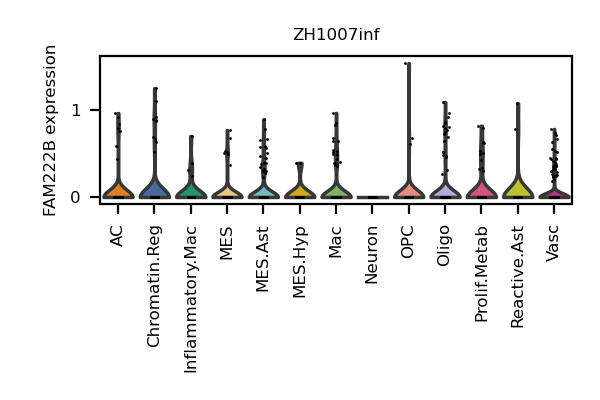 ZH1007inf
FAM222B expression
1
0
AC
Chromatin.Reg
Inflammatory.Mac
MES
MES.Ast
MES.Hyp
Mac
Neuron
OPC
Oligo
Prolif.Metab
Reactive.Ast
Vasc